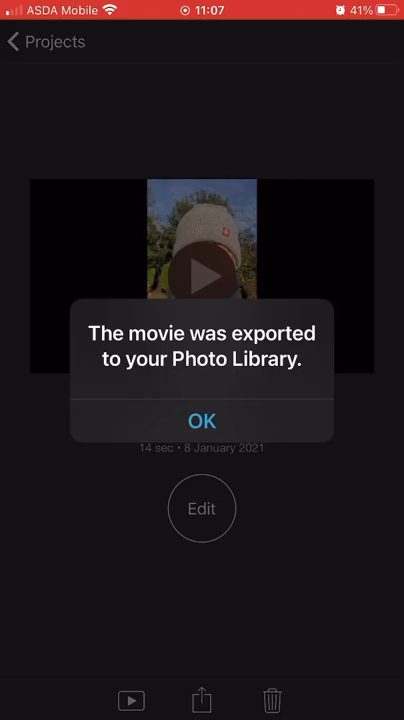 ASDA Mobile 11:07 41%
Projects
The movie was exported
to your Photo Library.
OK
14 sec • 8 January 2021
Edit